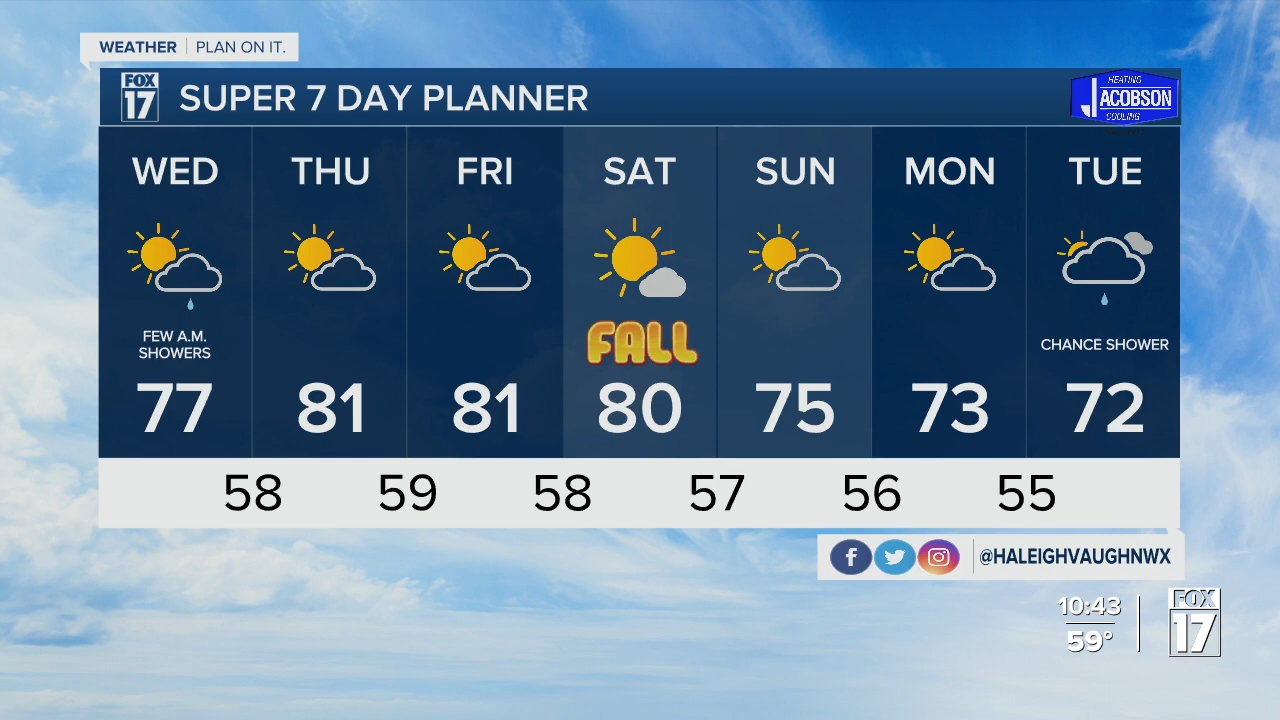 WEATHER | PLAN ON IT.
FOX 17
SUPER 7 DAY PLANNER
HEATING
JACOBSON
COOLING
WED THU FRI SAT SUN MON TUE
FEW A.M.
SHOWERS
FALL
CHANCE SHOWER
77 81 81 80 75 73 72
58 59 58 57 56 55
@HALEIGHVAUGHNWX
10:43
59°
FOX
17